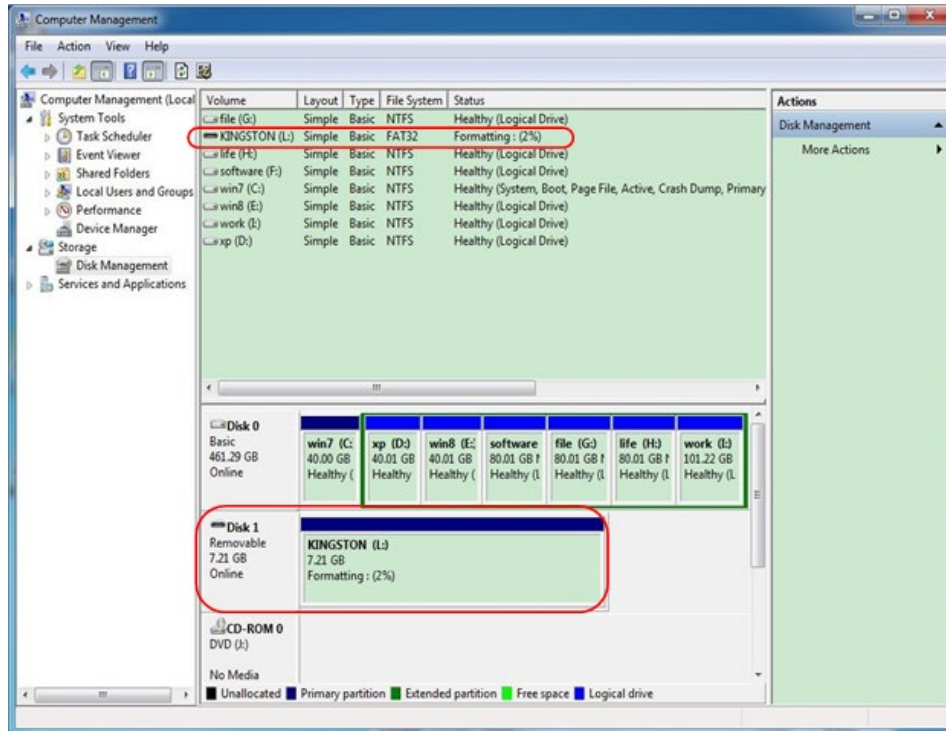 Computer Management
File Action View Help
Computer Management (Local
System Tools
Task Scheduler
Event Viewer
Shared Folders
Local Users and Groups
Performance
Device Manager
Storage
Disk Management
Services and Applications
Volume Layout Type File System Status
file (G:) Simple Basic NTFS Healthy (Logical Drive)
KINGSTON (L:) Simple Basic FAT32 Formatting : (2%)
life (H:) Simple Basic NTFS Healthy (Logical Drive)
software (F:) Simple Basic NTFS Healthy (Logical Drive)
win7 (C:) Simple Basic NTFS Healthy (System, Boot, Page File, Active, Crash Dump, Primary
win8 (E:) Simple Basic NTFS Healthy (Logical Drive)
work (I:) Simple Basic NTFS Healthy (Logical Drive)
xp (D:) Simple Basic NTFS Healthy (Logical Drive)
Actions
Disk Management
More Actions
Disk 0
Basic
461.29 GB
Online
win7 (C: xp (D:) win8 (E: software file (G:) life (H:) work (I:)
40.00 GB 40.01 GB 40.01 GB 80.01 GB 80.01 GB 80.01 GB 101.22 GB
Healthy ( Healthy Healthy ( Healthy (L Healthy (L Healthy (L Healthy (L
Disk 1
Removable
7.21 GB
Online
KINGSTON (L:)
7.21 GB
Formatting : (2%)
CD-ROM 0
DVD (J:)
No Media
Unallocated Primary partition Extended partition Free space Logical drive